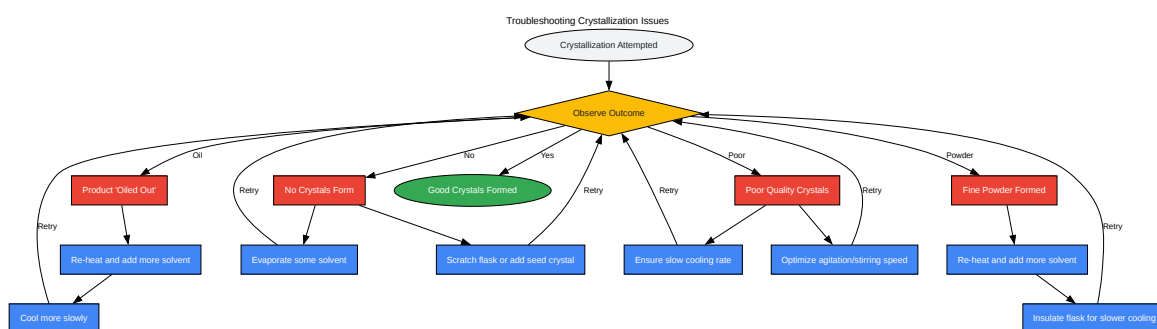 Troubleshooting Crystallization Issues
Crystallization Attempted
Observe Outcome
Oil
No
Yes
Poor
Powder
Product 'Oiled Out'
Retry
No Crystals Form
Good Crystals Formed
Retry
Retry
Poor Quality Crystals
Retry
Fine Powder Formed
Retry
Retry
Re-heat and add more solvent
Evaporate some solvent
Scratch flask or add seed crystal
Ensure slow cooling rate
Optimize agitation/stirring speed
Re-heat and add more solvent
Cool more slowly
Insulate flask for slower cooling